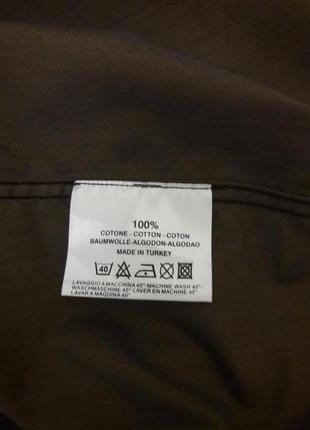 100%
COTONE - COTTON - COTON
BAUMWOLLE-ALGODON-ALGODAO
MADE IN TURKEY
40
LAVAGGIO A MACCHINA 40°-MACHINE WASH 40°
-WASCHMASCHINE 40°-LAVER EN MACHINE 40°
LAVAR A MAQUINA 40°